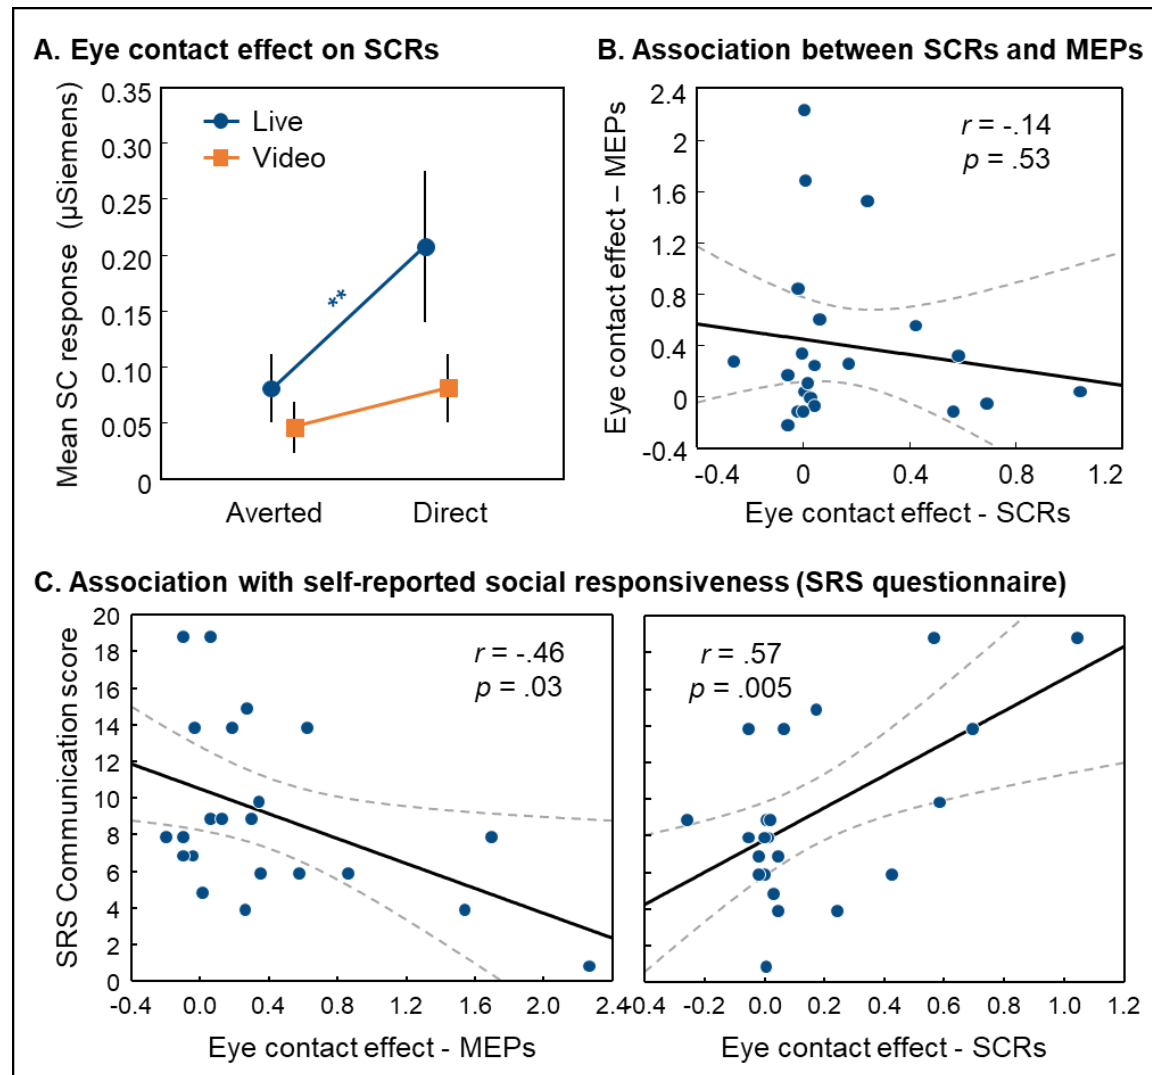 A. Eye contact effect on SCRs
0.35
0.30
0.25
0.20
0.15
0.10
0.05
0
Mean SC response (µSiemens)
Live
Video
**
Averted Direct
B. Association between SCRs and MEPs
2.4
2
1.6
1.2
0.8
0.4
0
-0.4
Eye contact effect – MEPs
r = -.14
p = .53
-0.4 0 0.4 0.8 1.2
Eye contact effect - SCRs
C. Association with self-reported social responsiveness (SRS questionnaire)
20
18
16
14
12
10
8
6
4
2
0
SRS Communication score
r = -.46
p = .03
-0.4 0.0 0.4 0.8 1.2 1.6 2.0 2.4
Eye contact effect - MEPs
r = .57
p = .005
-0.4 -0.2 0.0 0.2 0.4 0.6 0.8 1.0 1.2
Eye contact effect - SCRs